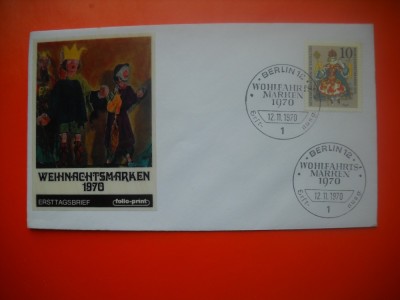 WEIHNACHTSMARKEN
1970
ERSTTAGSBRIEF
folio-print
10
BERLIN 12
WOHLFAHRTS
MARKEN
1970
12.11.1970
1
BERLIN 12
WOHLFAHRTS
MARKEN
1970
12.11.1970
1